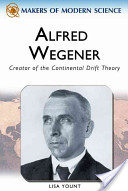 MAKERS OF MODERN SCIENCE
ALFRED
WEGENER
Creator of the Continental Drift Theory
LISA YOUNT